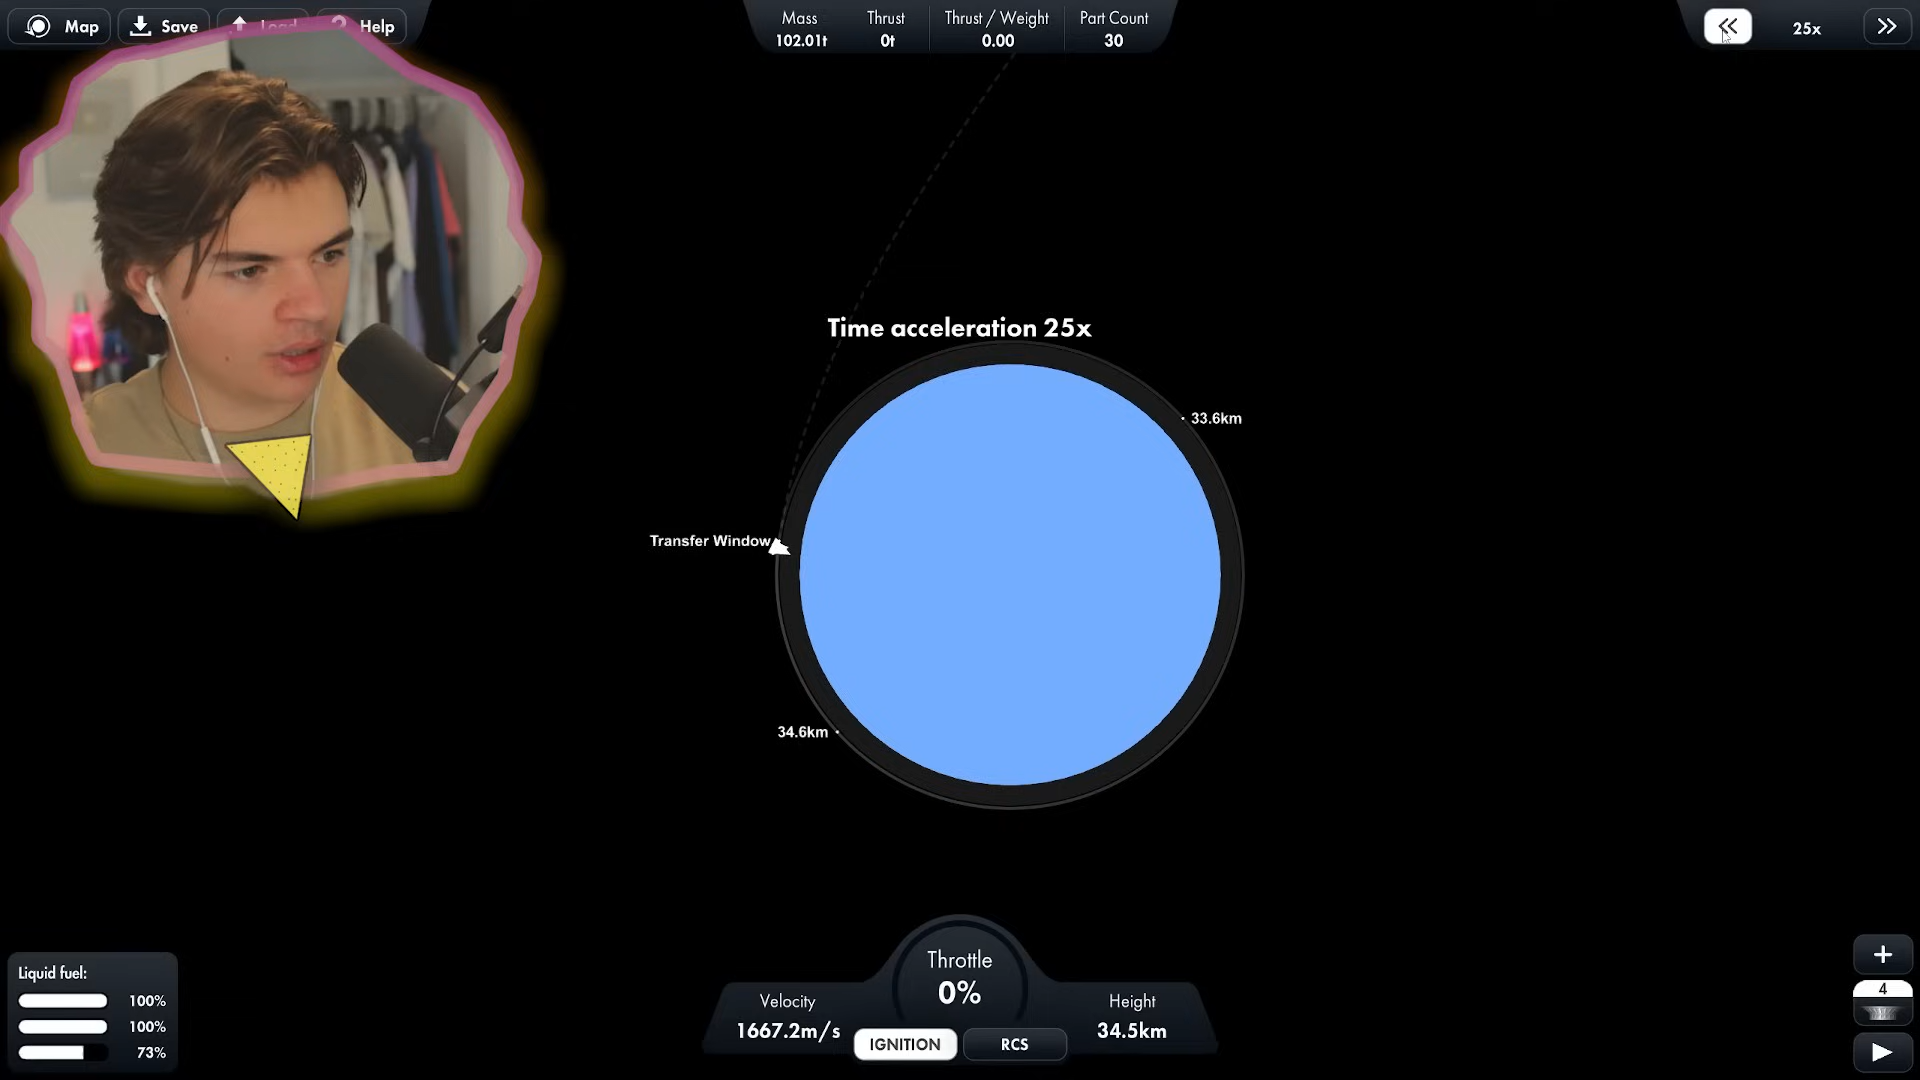 Map
Save
Load
Help
Mass
102.01t
Thrust
0t
Thrust / Weight
0.00
Part Count
30
25x
Time acceleration 25x
33.6km
Transfer Window
34.6km
Liquid fuel:
100%
100%
73%
Throttle
0%
Velocity
1667.2m/s
Height
34.5km
IGNITION
RCS
4